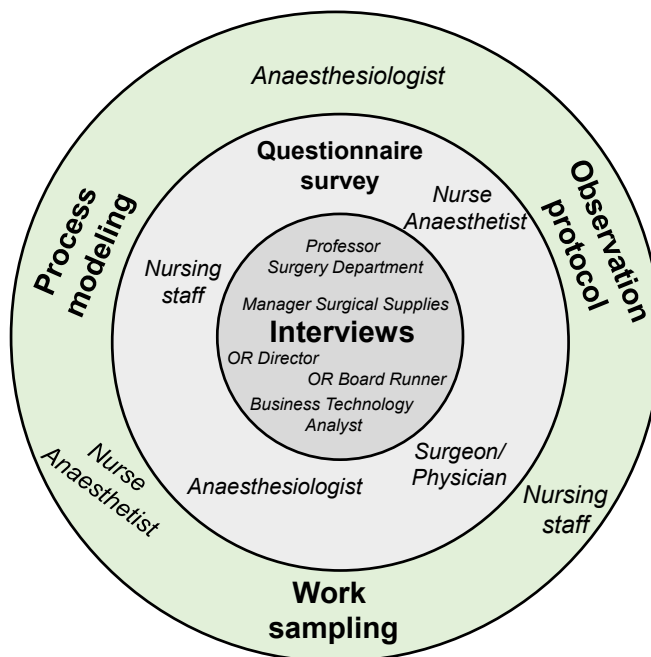 Anaesthesiologist
Process
modeling
Observation
protocol
Questionnaire
survey
Nurse
Anaesthetist
Nursing
staff
Professor
Surgery Department
Manager Surgical Supplies
Interviews
OR Director
OR Board Runner
Business Technology
Analyst
Surgeon/
Physician
Anaesthesiologist
Nurse
Anaesthetist
Nursing
staff
Work
sampling